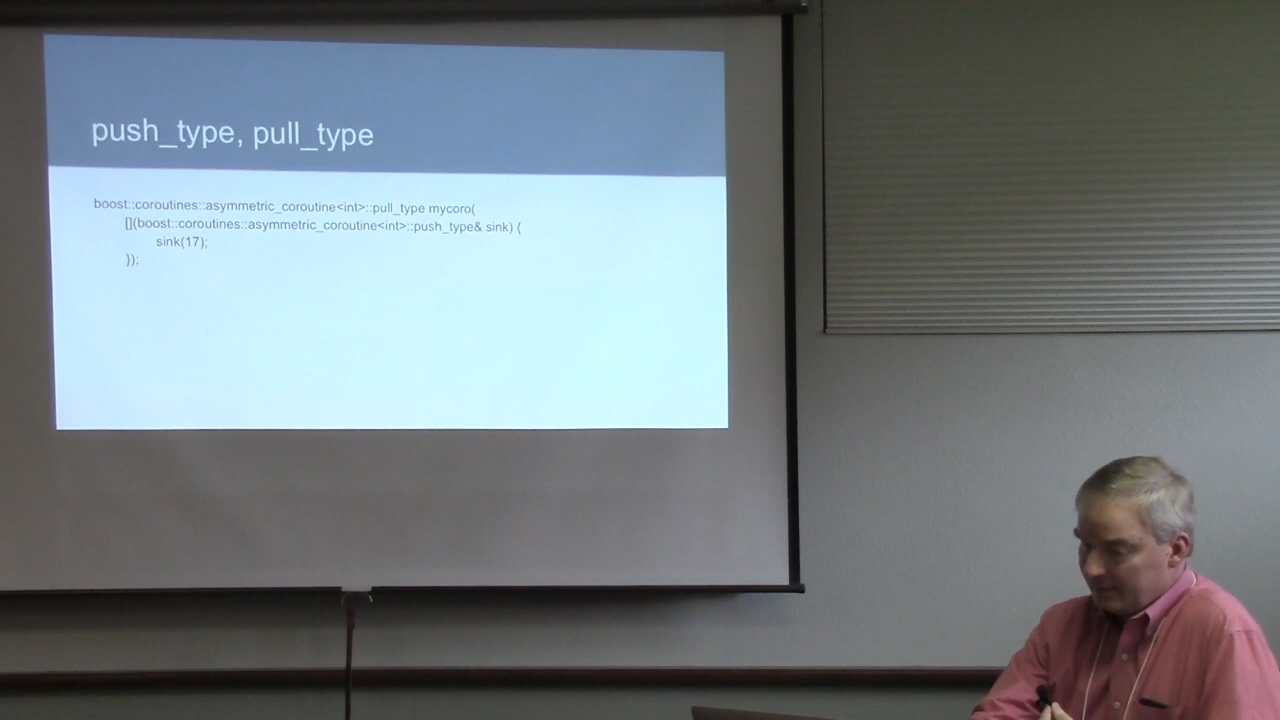 push_type, pull_type
boost::coroutines::asymmetric_coroutine<int>::pull_type mycoro(
[](boost::coroutines::asymmetric_coroutine<int>::push_type& sink) {
sink(17);
});